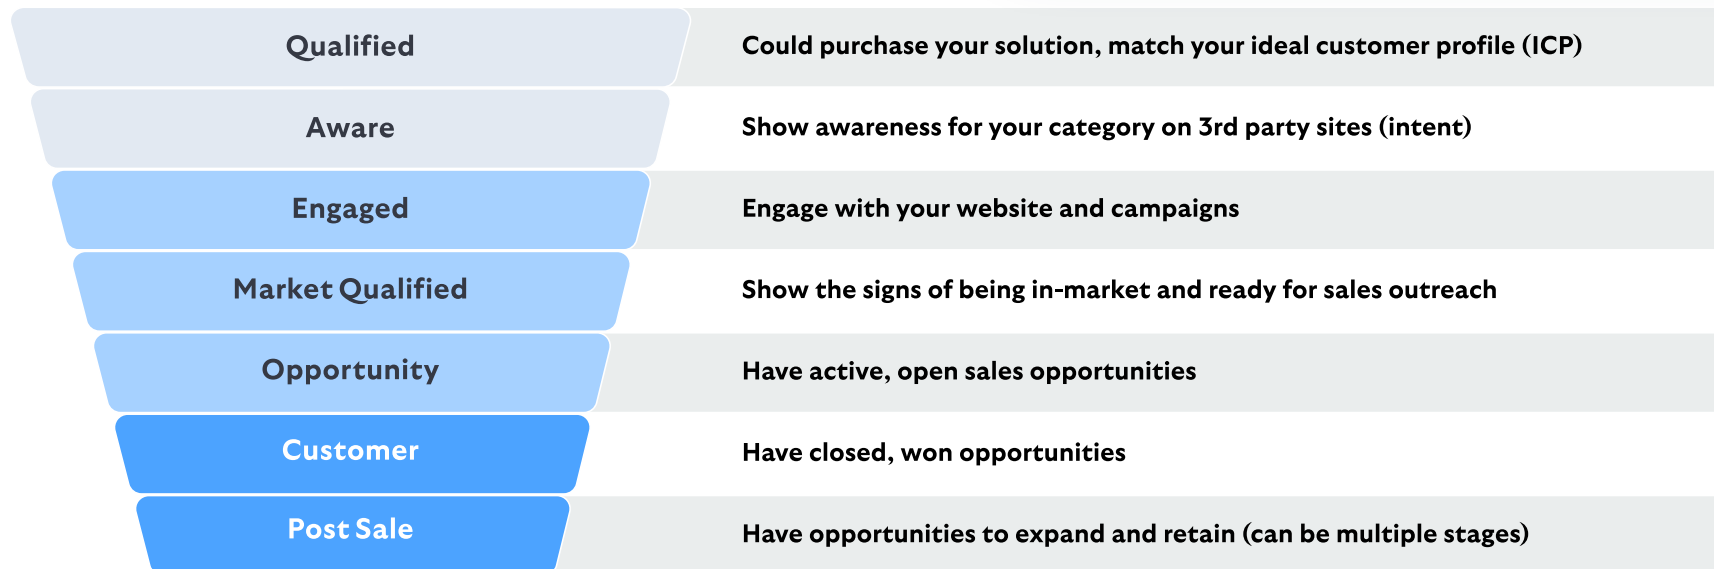 Qualified
Could purchase your solution, match your ideal customer profile (ICP)
Aware
Show awareness for your category on 3rd party sites (intent)
Engaged
Engage with your website and campaigns
Market Qualified
Show the signs of being in-market and ready for sales outreach
Opportunity
Have active, open sales opportunities
Customer
Have closed, won opportunities
Post Sale
Have opportunities to expand and retain (can be multiple stages)